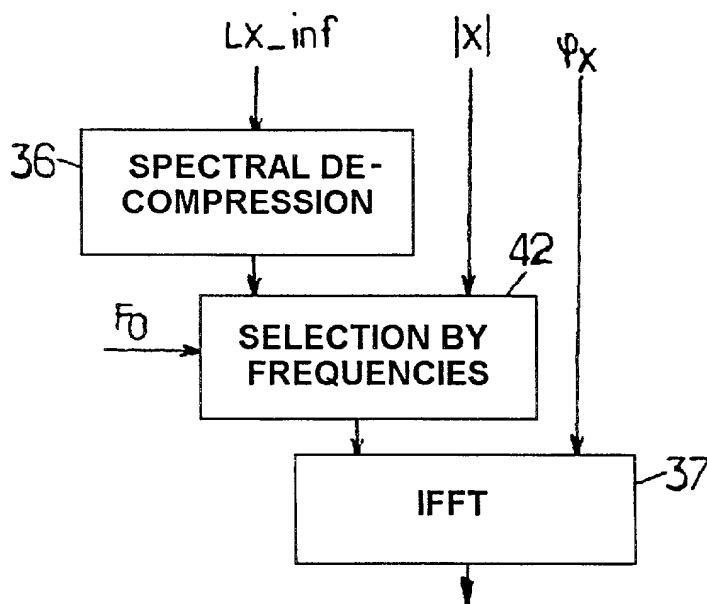 LX_inf |X| φX
36
SPECTRAL DE-
COMPRESSION
42
F0
SELECTION BY
FREQUENCIES
37
IFFT